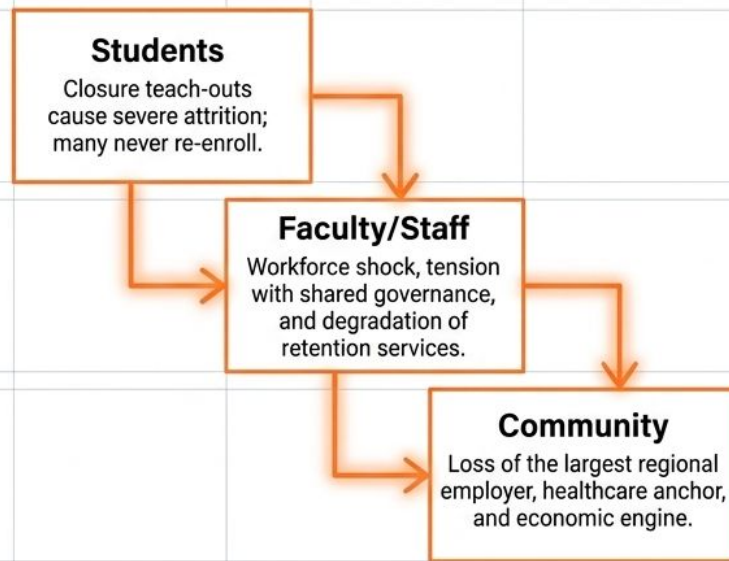 Students
Closure teach-outs
cause severe attrition;
many never re-enroll.
Faculty/Staff
Workforce shock, tension
with shared governance,
and degradation of
retention services.
Community
Loss of the largest regional
employer, healthcare anchor,
and economic engine.